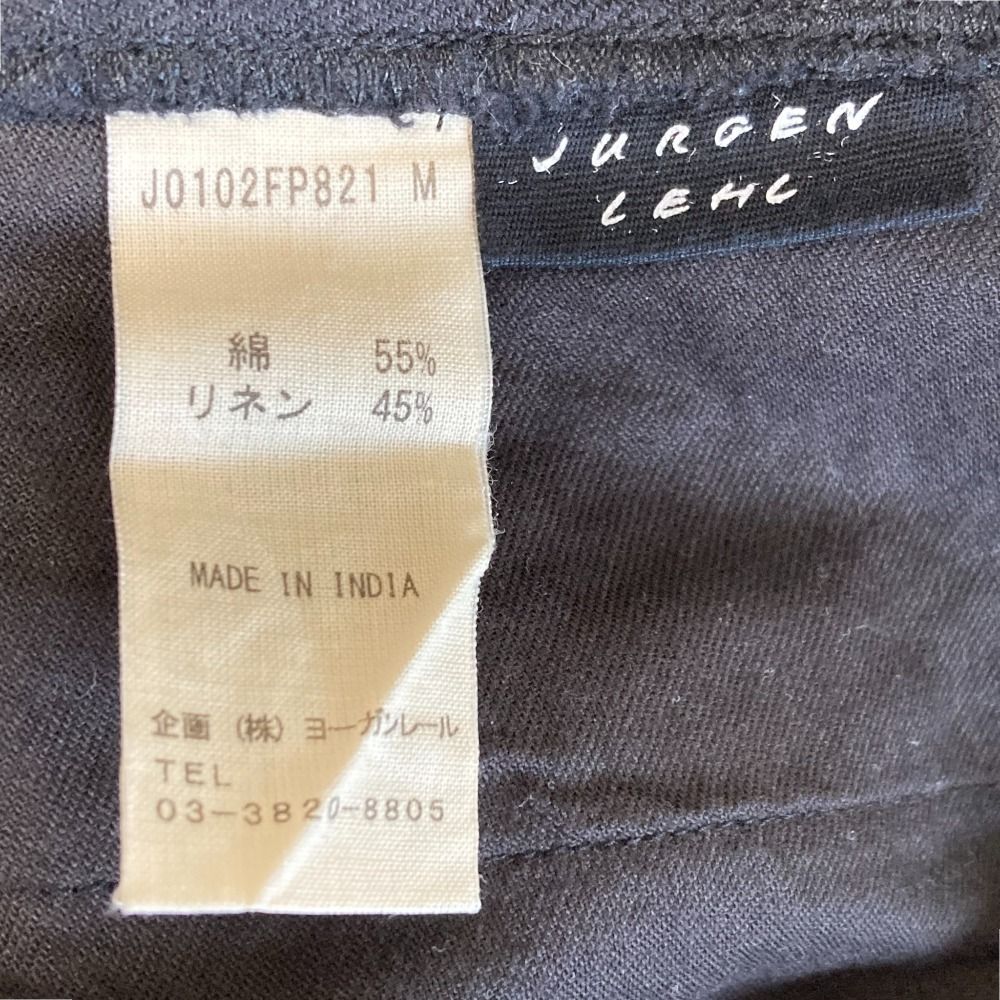 J0102FP821 M
綿 55%
リネン 45%
MADE IN INDIA
企画 (株) ヨーガンレール
TEL
03-3820-8805
JURGEN
LEHL